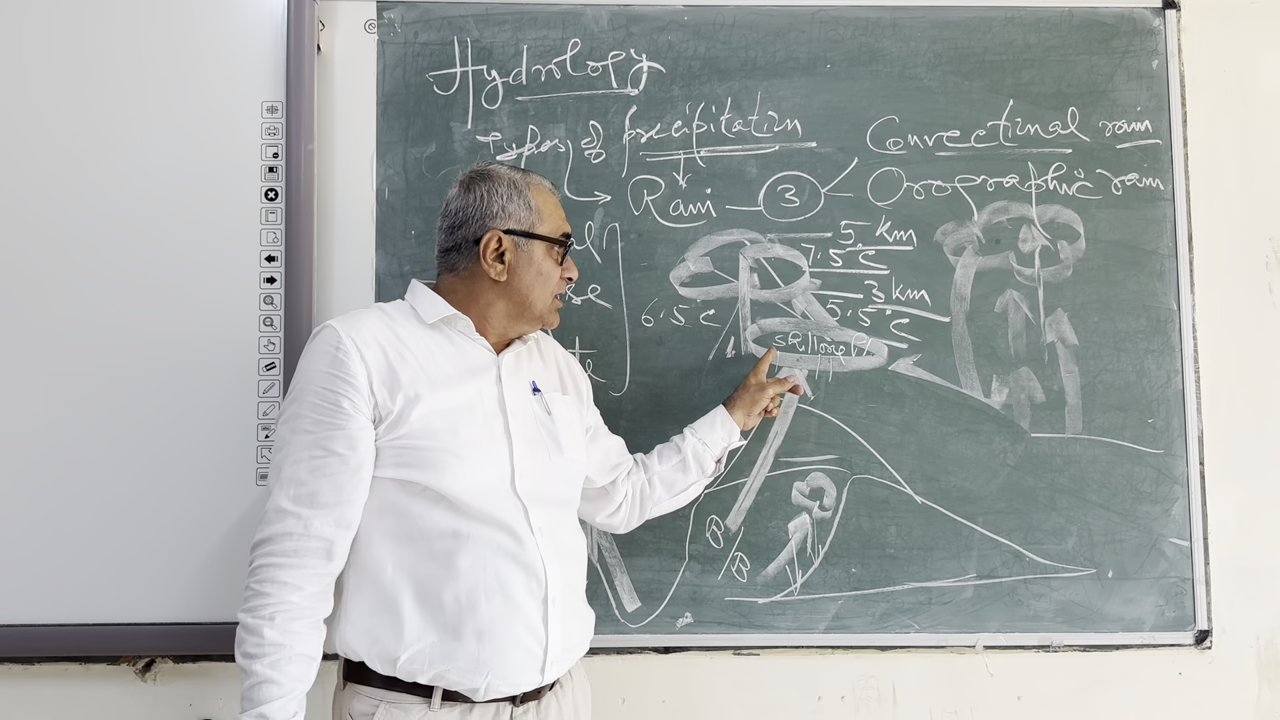 Hydrology
Types of precipitation
Convectional rain
Rain 3
Orographic rain
5 km
7.5°C
3 km
6.5°C
5.5°C
Shillong Pl
B
B